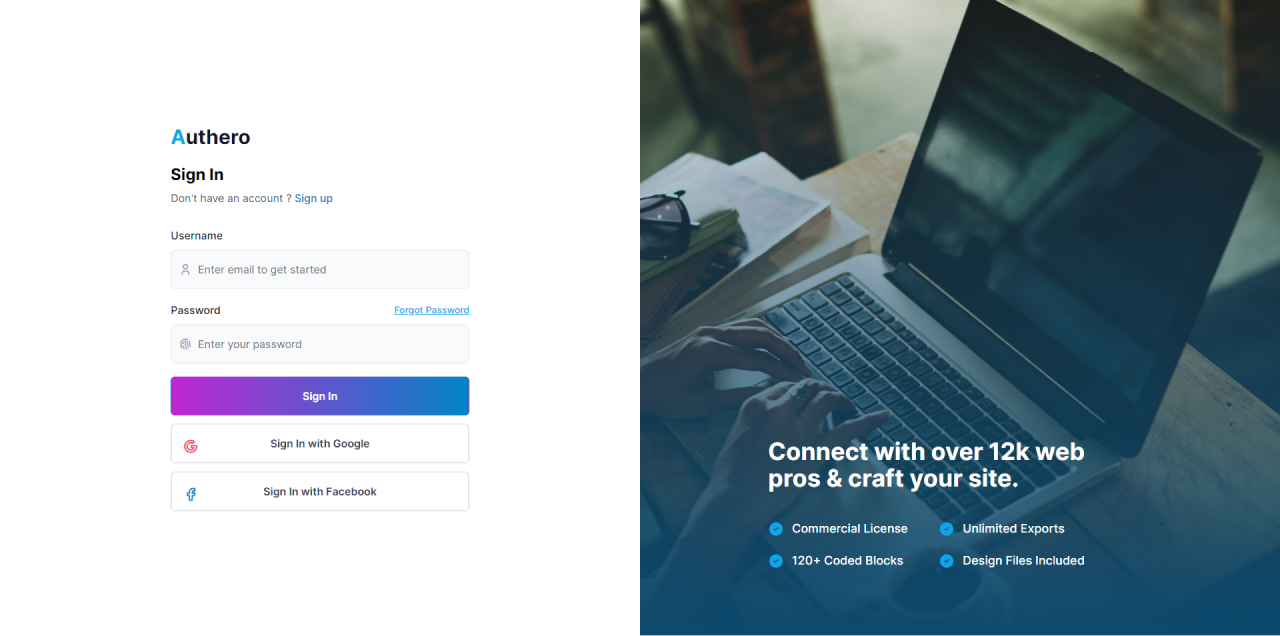 Authero
Sign In
Don't have an account ? Sign up
Username
Enter email to get started
Password
Forgot Password
Enter your password
Sign In
Sign In with Google
Sign In with Facebook
Connect with over 12k web
pros & craft your site.
Commercial License
Unlimited Exports
120+ Coded Blocks
Design Files Included